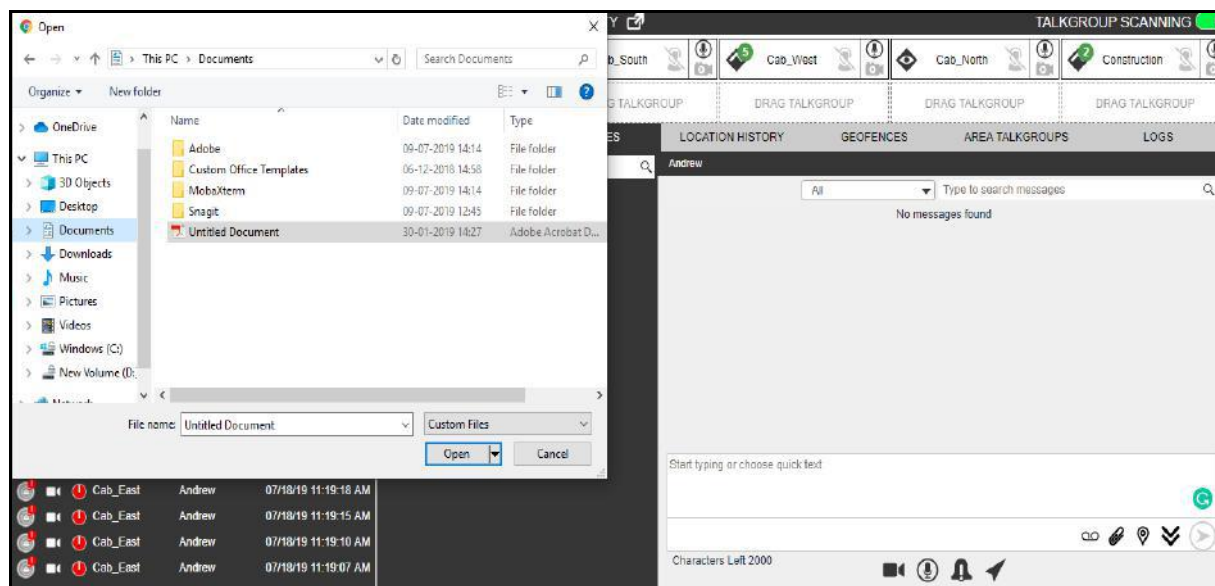 Open
This PC > Documents
Search Documents
Organize
New folder
OneDrive
This PC
3D Objects
Desktop
Documents
Downloads
Music
Pictures
Videos
Windows (C:)
New Volume (D:
Name Date modified Type
Adobe 09-07-2019 14:14 File folder
Custom Office Templates 06-12-2018 14:58 File folder
MobaXterm 09-07-2019 14:14 File folder
Snagit 09-07-2019 12:45 File folder
Untitled Document 30-01-2019 14:27 Adobe Acrobat D...
File name: Untitled Document
Custom Files
Open
Cancel
Y
TALKGROUP SCANNING
b_South
5 Cab_West
Cab_North
2 Construction
G TALKGROUP
DRAG TALKGROUP
DRAG TALKGROUP
DRAG TALKGROUP
ES
LOCATION HISTORY
GEOFENCES
AREA TALKGROUPS
LOGS
Andrew
All
Type to search messages
No messages found
Start typing or choose quick text
Characters Left 2000
Cab_East Andrew 07/18/19 11:19:18 AM
Cab_East Andrew 07/18/19 11:19:15 AM
Cab_East Andrew 07/18/19 11:19:10 AM
Cab_East Andrew 07/18/19 11:19:07 AM